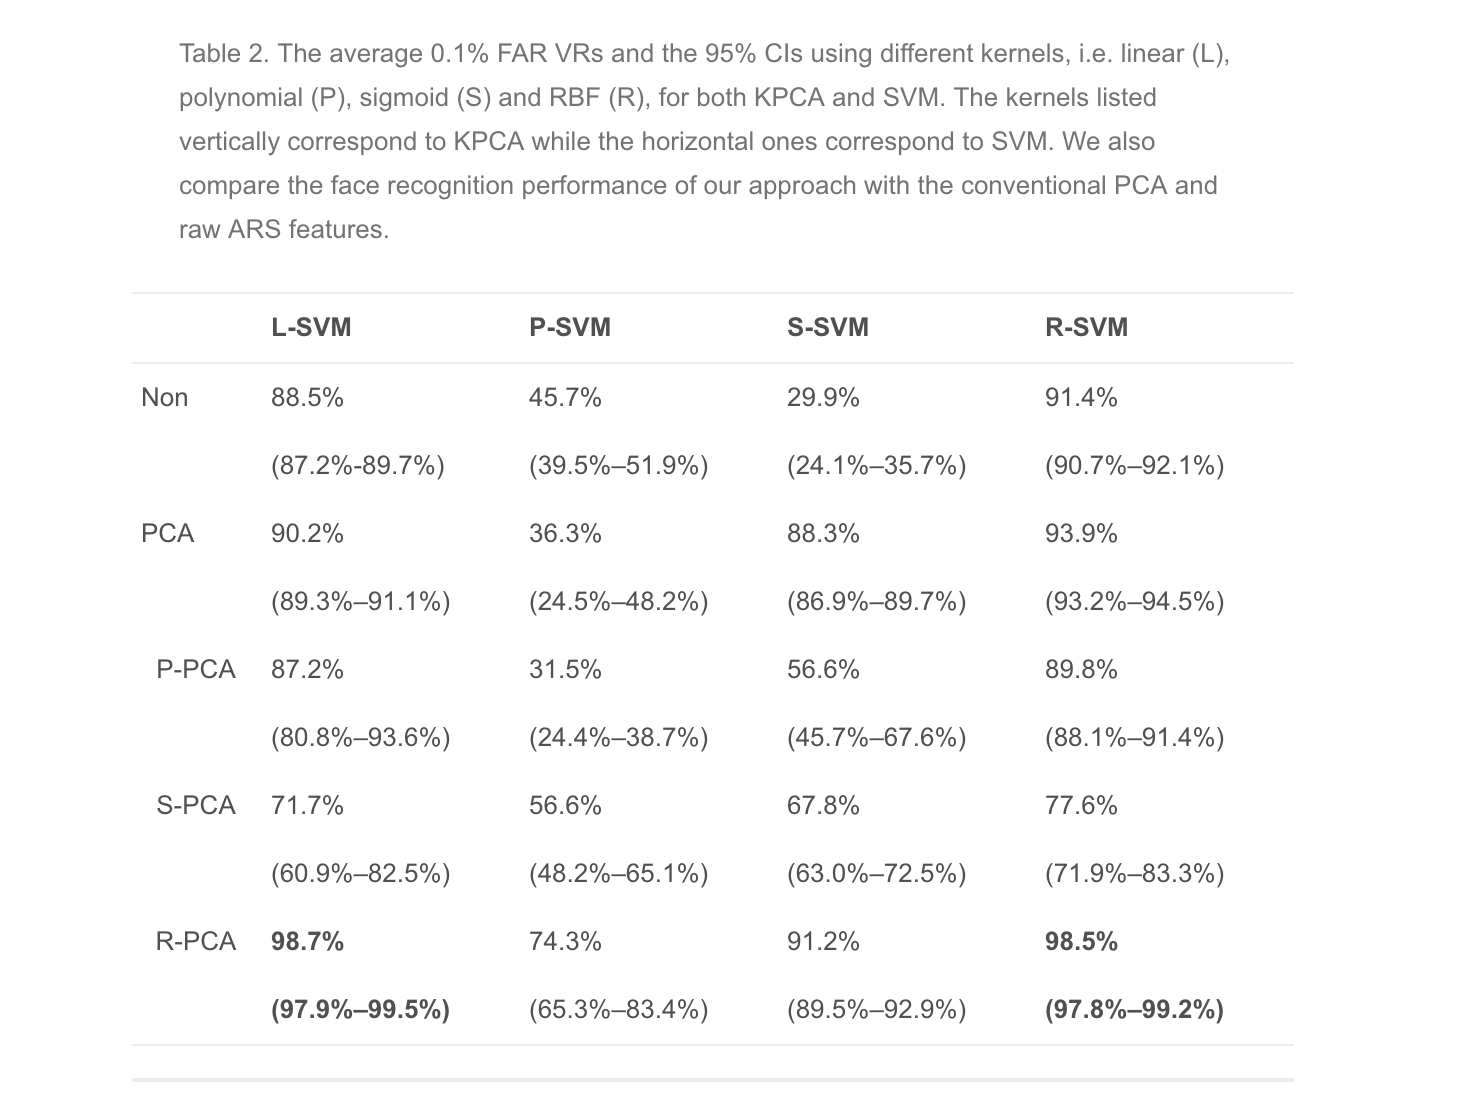 Table 2. The average 0.1% FAR VRs and the 95% CIs using different kernels, i.e. linear (L),
polynomial (P), sigmoid (S) and RBF (R), for both KPCA and SVM. The kernels listed
vertically correspond to KPCA while the horizontal ones correspond to SVM. We also
compare the face recognition performance of our approach with the conventional PCA and
raw ARS features.
L-SVM P-SVM S-SVM R-SVM
Non 88.5% 45.7% 29.9% 91.4%
(87.2%-89.7%) (39.5%–51.9%) (24.1%–35.7%) (90.7%–92.1%)
PCA 90.2% 36.3% 88.3% 93.9%
(89.3%–91.1%) (24.5%–48.2%) (86.9%–89.7%) (93.2%–94.5%)
P-PCA 87.2% 31.5% 56.6% 89.8%
(80.8%–93.6%) (24.4%–38.7%) (45.7%–67.6%) (88.1%–91.4%)
S-PCA 71.7% 56.6% 67.8% 77.6%
(60.9%–82.5%) (48.2%–65.1%) (63.0%–72.5%) (71.9%–83.3%)
R-PCA 98.7% 74.3% 91.2% 98.5%
(97.9%–99.5%) (65.3%–83.4%) (89.5%–92.9%) (97.8%–99.2%)